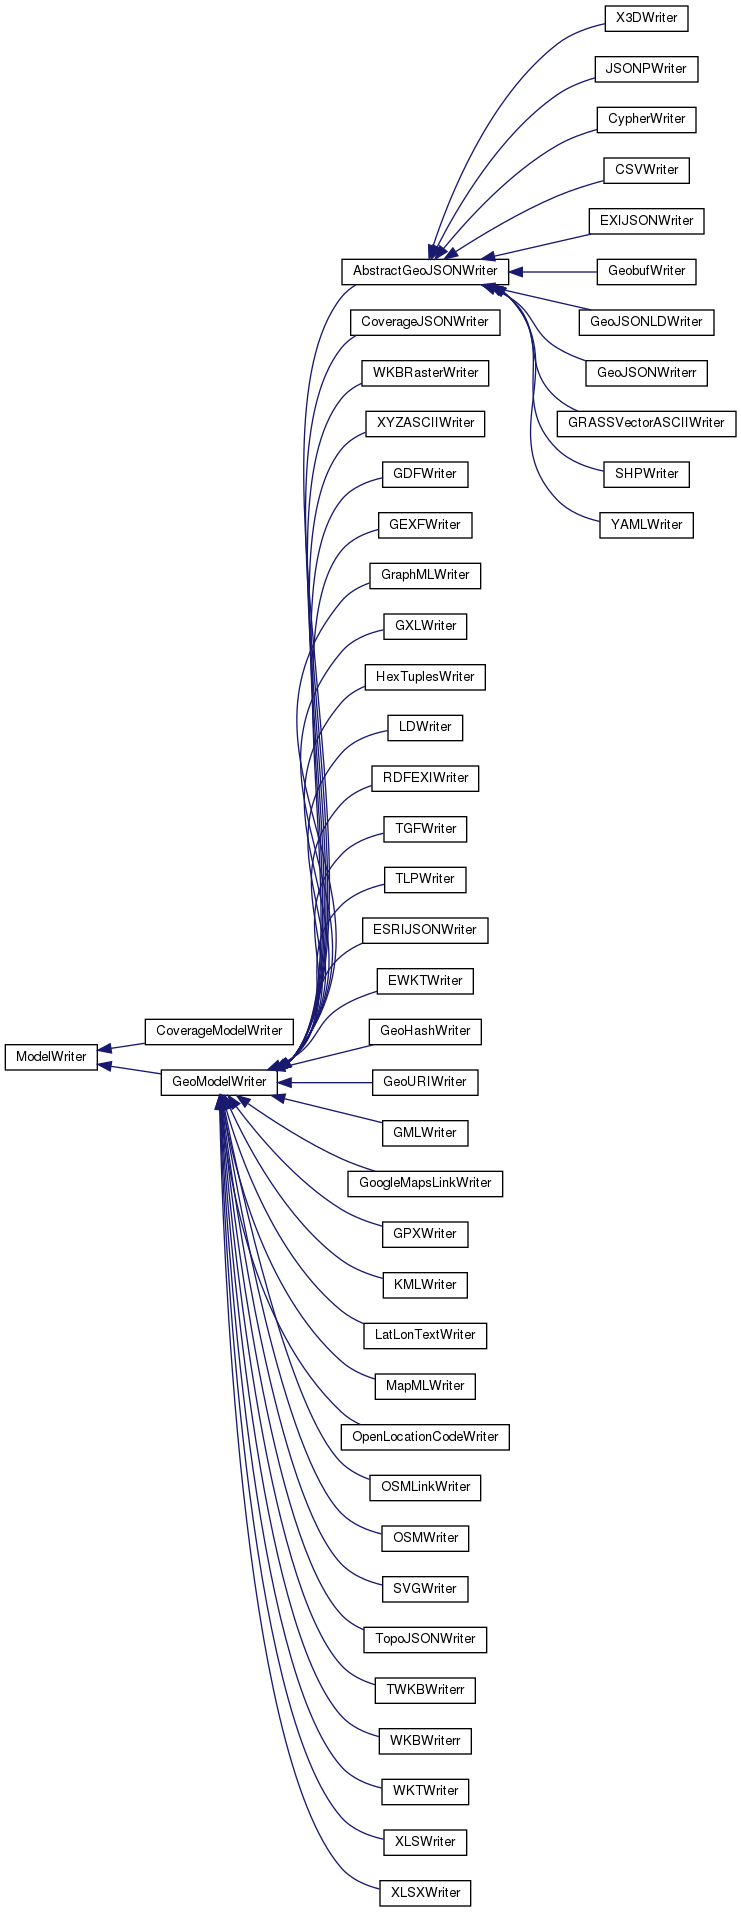 X3DWriter
JSONPWriter
CypherWriter
CSVWriter
EXIJSONWriter
AbstractGeoJSONWriter
GeobufWriter
CoverageJSONWriter
GeoJSONLDWriter
WKBRasterWriter
GeoJSONWriterr
XYZASCIIWriter
GRASSVectorASCIIWriter
GDFWriter
SHPWriter
GEXFWriter
YAMLWriter
GraphMLWriter
GXLWriter
HexTuplesWriter
LDWriter
RDFEXIWriter
TGFWriter
TLPWriter
ESRIJSONWriter
EWKTWriter
CoverageModelWriter
GeoHashWriter
ModelWriter
GeoModelWriter
GeoURIWriter
GMLWriter
GoogleMapsLinkWriter
GPXWriter
KMLWriter
LatLonTextWriter
MapMLWriter
OpenLocationCodeWriter
OSMLinkWriter
OSMWriter
SVGWriter
TopoJSONWriter
TWKBWriterr
WKBWriterr
WKTWriter
XLSWriter
XLSXWriter